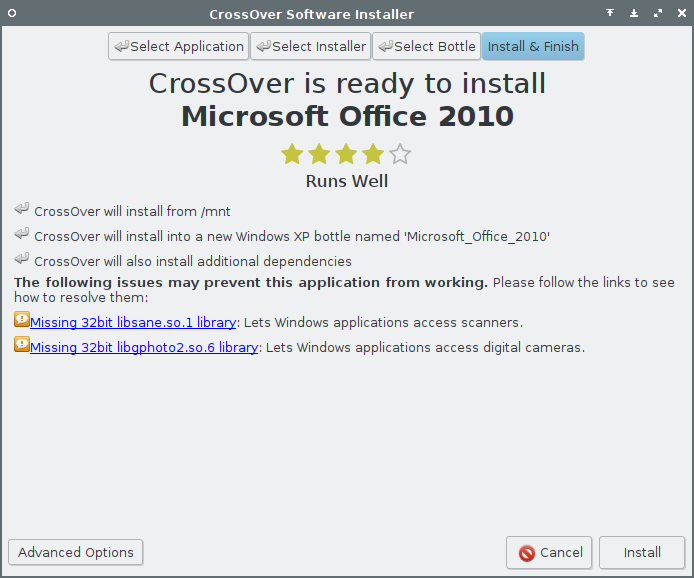 CrossOver Software Installer
Select Application Select Installer Select Bottle Install & Finish
CrossOver is ready to install
Microsoft Office 2010
Runs Well
CrossOver will install from /mnt
CrossOver will install into a new Windows XP bottle named 'Microsoft_Office_2010'
CrossOver will also install additional dependencies
The following issues may prevent this application from working. Please follow the links to see
how to resolve them:
Missing 32bit libsane.so.1 library: Lets Windows applications access scanners.
Missing 32bit libgphoto2.so.6 library: Lets Windows applications access digital cameras.
Advanced Options Cancel Install